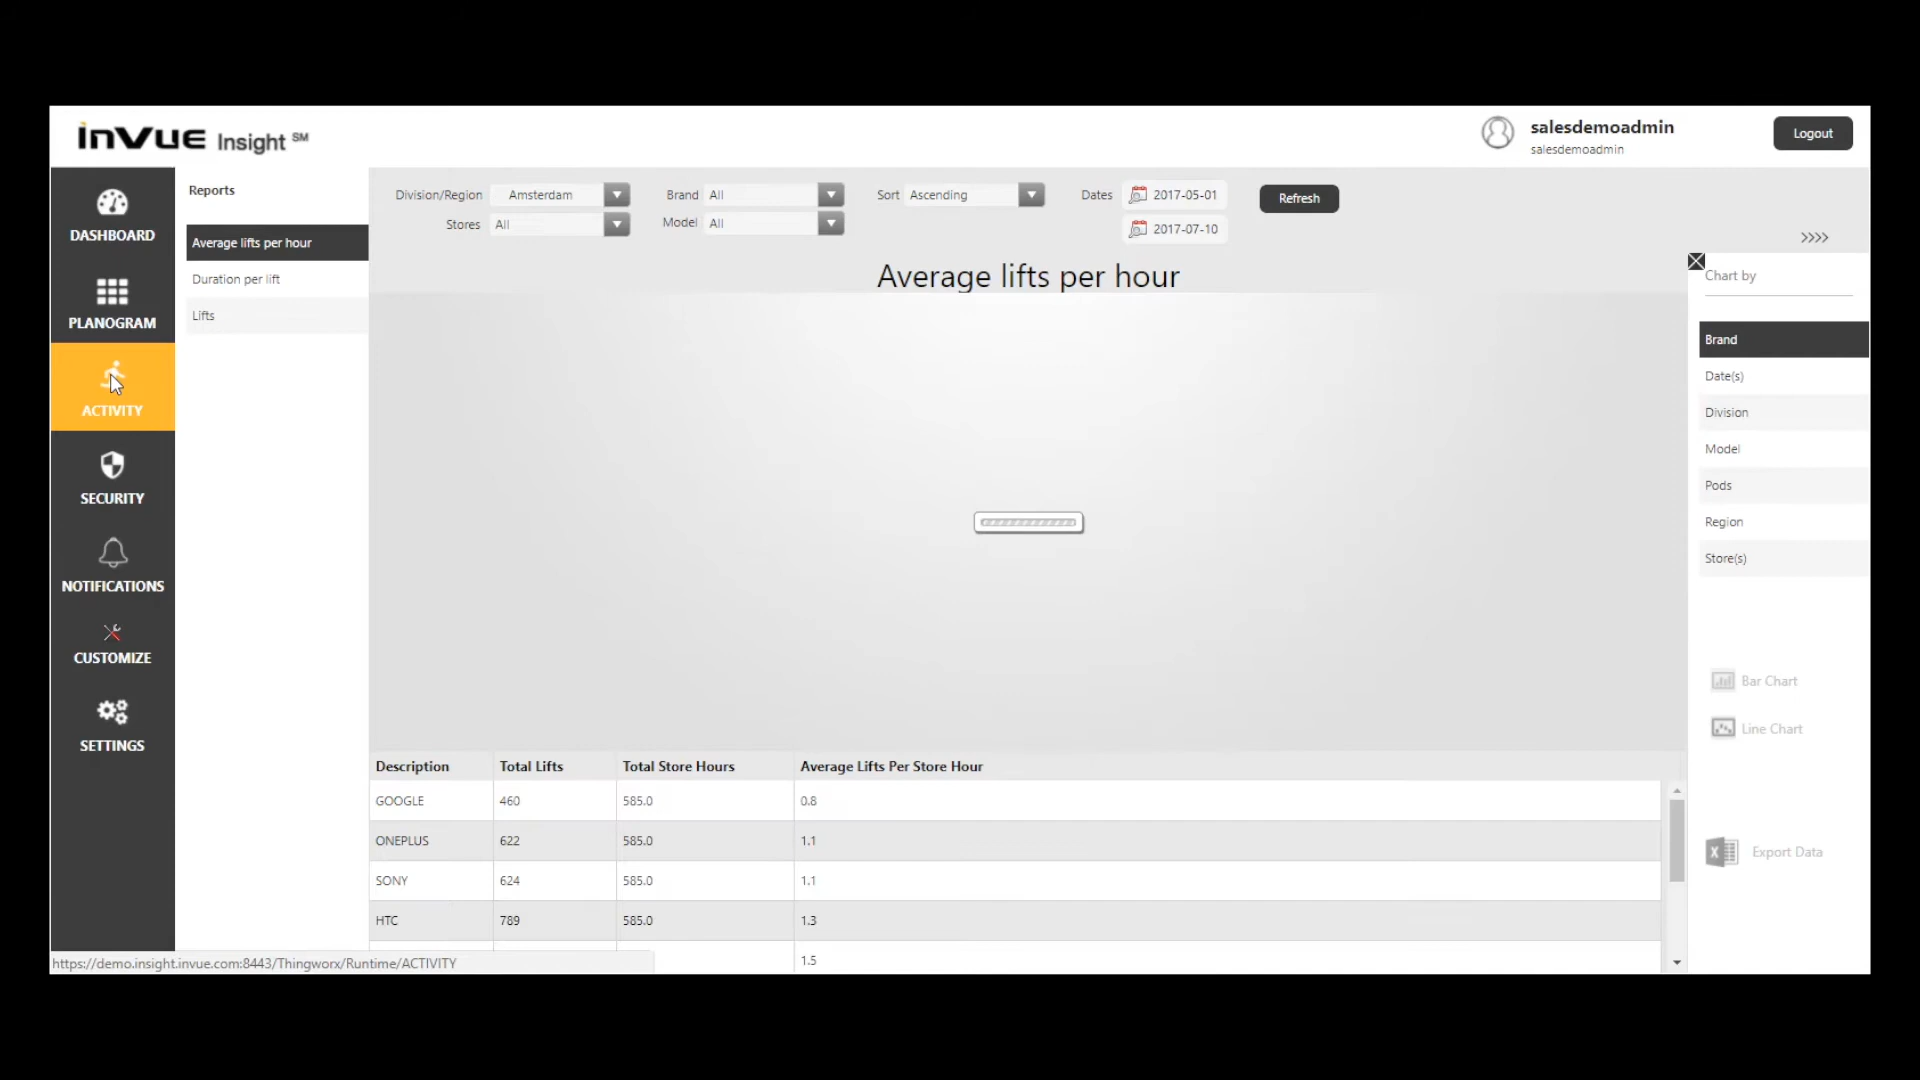 inVue Insight SM
salesdemoadmin
salesdemoadmin
Logout
DASHBOARD
PLANOGRAM
ACTIVITY
SECURITY
NOTIFICATIONS
CUSTOMIZE
SETTINGS
Reports
Average lifts per hour
Duration per lift
Lifts
Division/Region Amsterdam Brand All Sort Ascending Dates 2017-05-01 Refresh
Stores All Model All 2017-07-10
>>>>
Average lifts per hour
Chart by
Brand
Date(s)
Division
Model
Pods
Region
Store(s)
Bar Chart
Line Chart
Export Data
Description Total Lifts Total Store Hours Average Lifts Per Store Hour
GOOGLE 460 585.0 0.8
ONEPLUS 622 585.0 1.1
SONY 624 585.0 1.1
HTC 789 585.0 1.3
1.5
https://demo.insight.invue.com:8443/Thingworx/Runtime/ACTIVITY